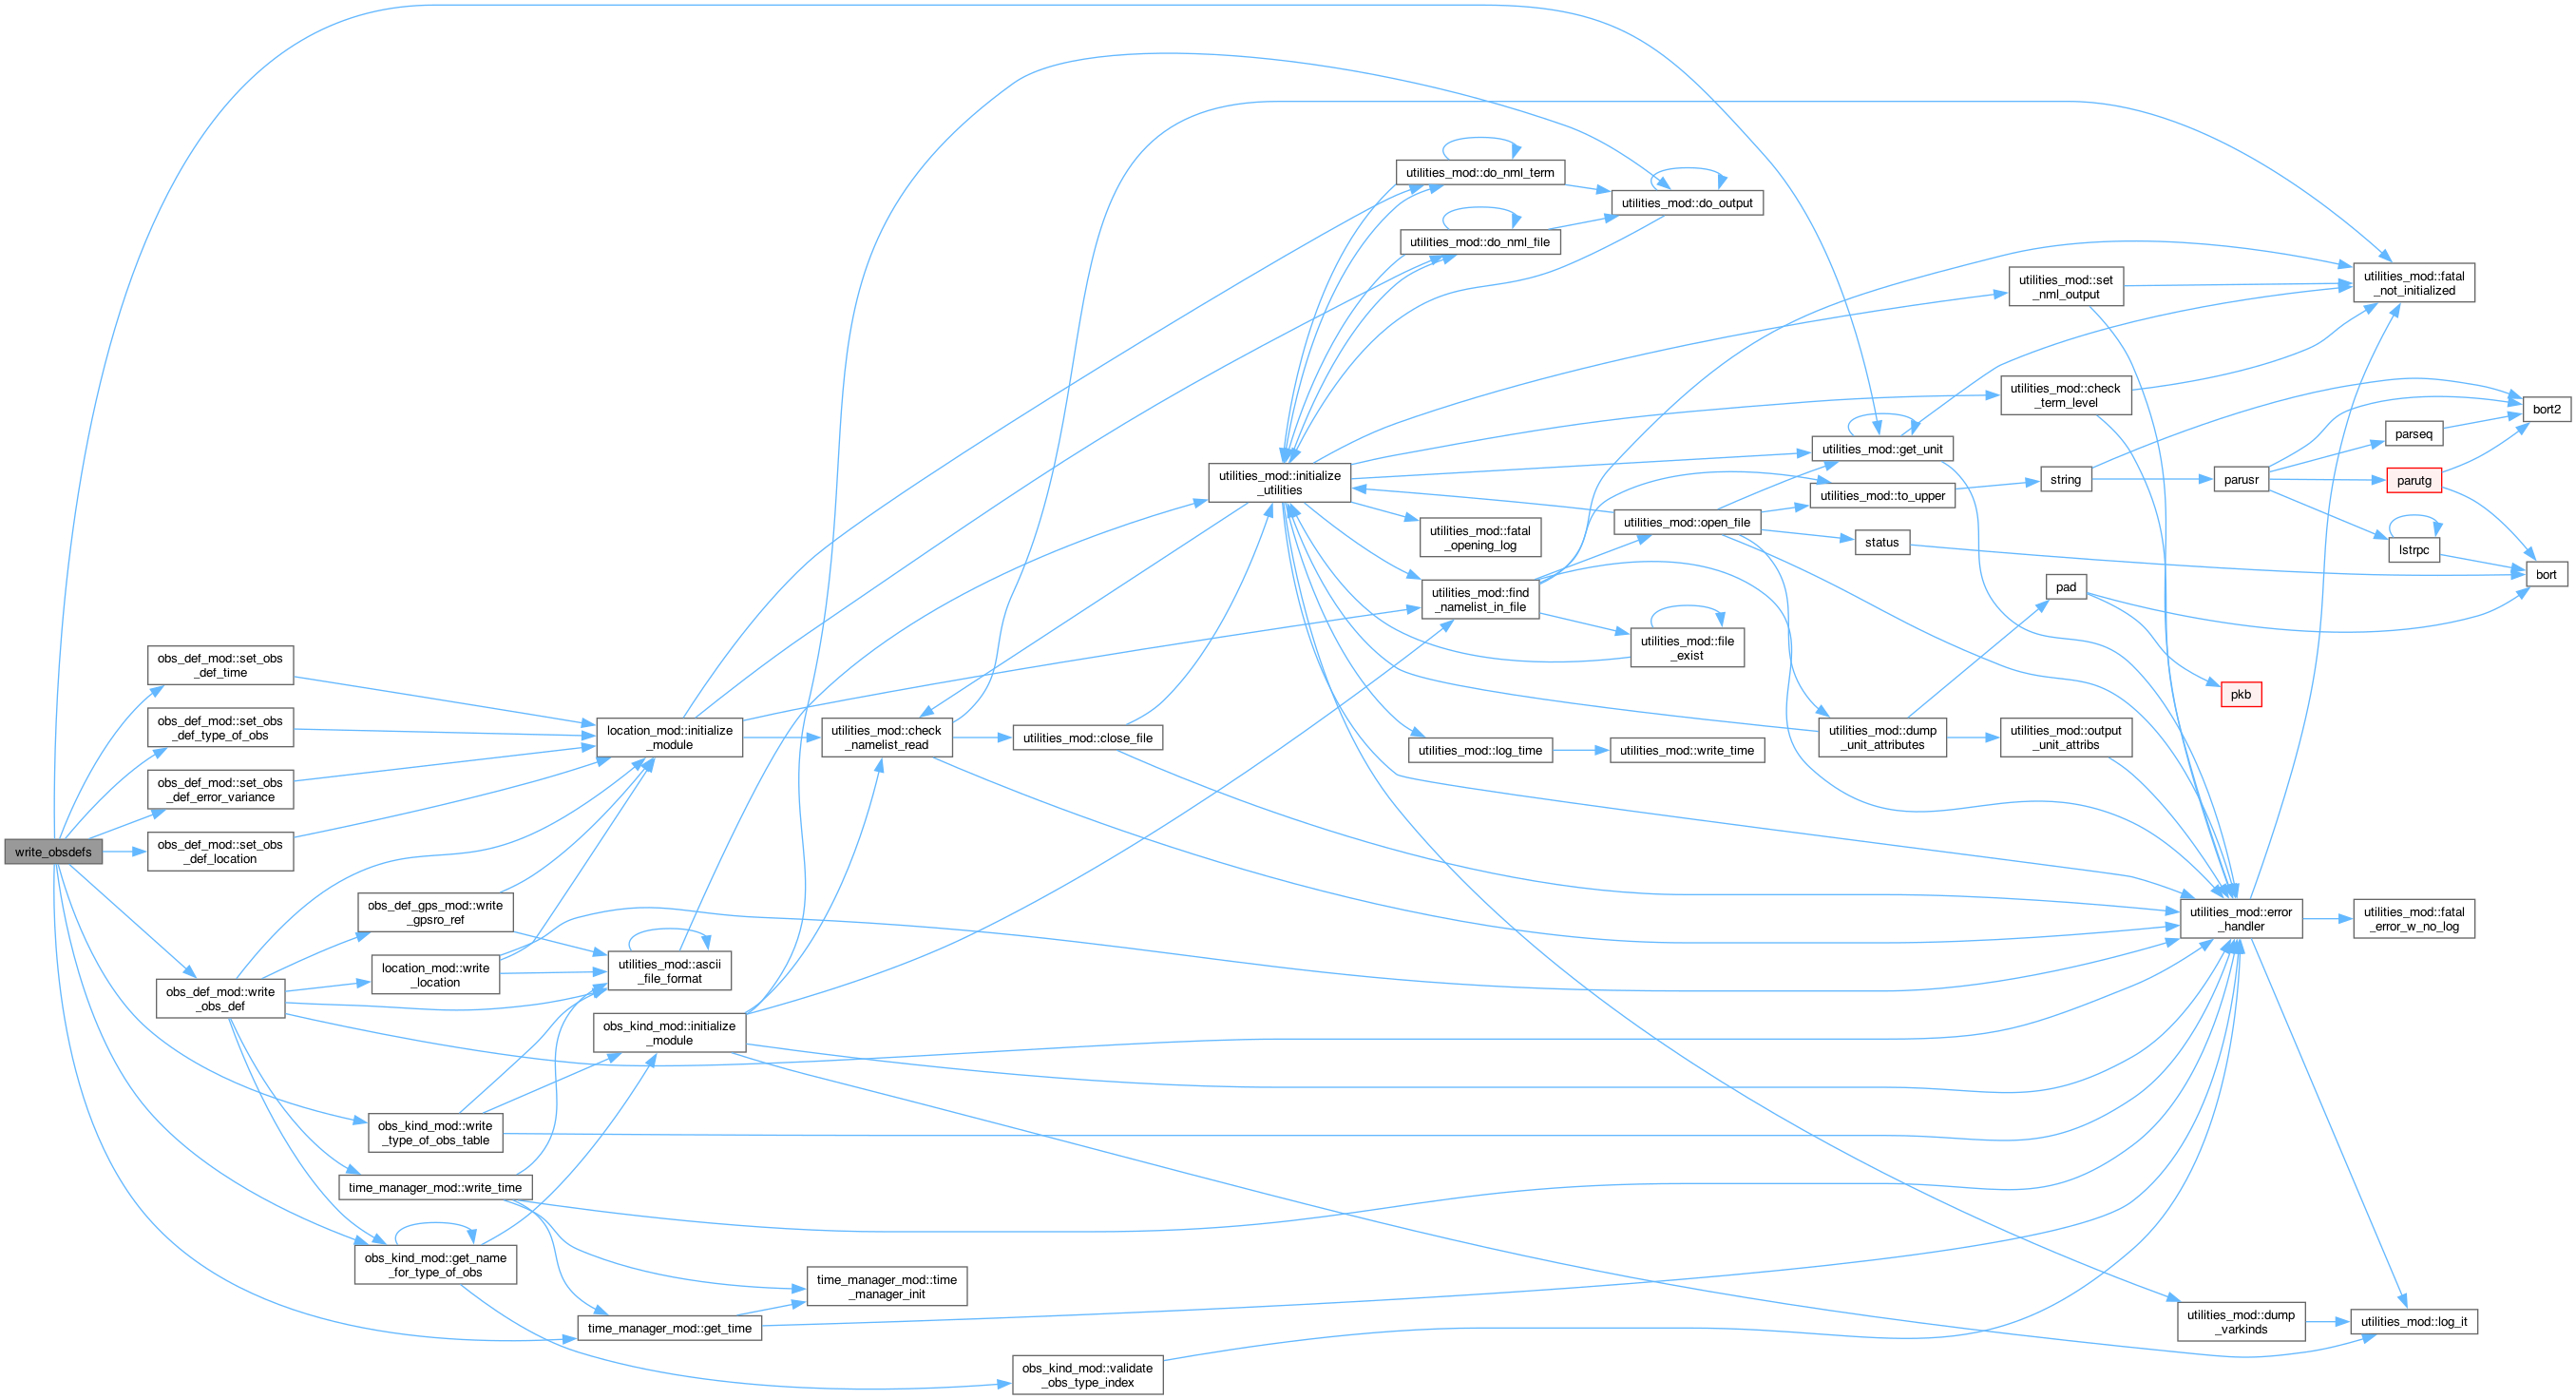 write_obsdefs
obs_def_mod::set_obs
_def_time
obs_def_mod::set_obs
_def_type_of_obs
obs_def_mod::set_obs
_def_error_variance
obs_def_mod::set_obs
_def_location
obs_def_mod::write
_obs_def
obs_def_gps_mod::write
_gpsro_ref
location_mod::write
_location
obs_kind_mod::write
_type_of_obs_table
time_manager_mod::write_time
obs_kind_mod::get_name
_for_type_of_obs
location_mod::initialize
_module
utilities_mod::ascii
_file_format
obs_kind_mod::initialize
_module
time_manager_mod::get_time
utilities_mod::check
_namelist_read
time_manager_mod::time
_manager_init
obs_kind_mod::validate
_obs_type_index
utilities_mod::close_file
utilities_mod::initialize
_utilities
utilities_mod::do_nml_term
utilities_mod::do_nml_file
utilities_mod::fatal
_opening_log
utilities_mod::find
_namelist_in_file
utilities_mod::log_time
utilities_mod::do_output
utilities_mod::open_file
utilities_mod::file
_exist
utilities_mod::write_time
utilities_mod::get_unit
utilities_mod::to_upper
status
utilities_mod::dump
_unit_attributes
utilities_mod::set
_nml_output
utilities_mod::check
_term_level
string
pad
utilities_mod::output
_unit_attribs
parusr
pkb
utilities_mod::error
_handler
utilities_mod::dump
_varkinds
utilities_mod::fatal
_not_initialized
parseq
parutg
lstrpc
utilities_mod::fatal
_error_w_no_log
utilities_mod::log_it
bort2
bort